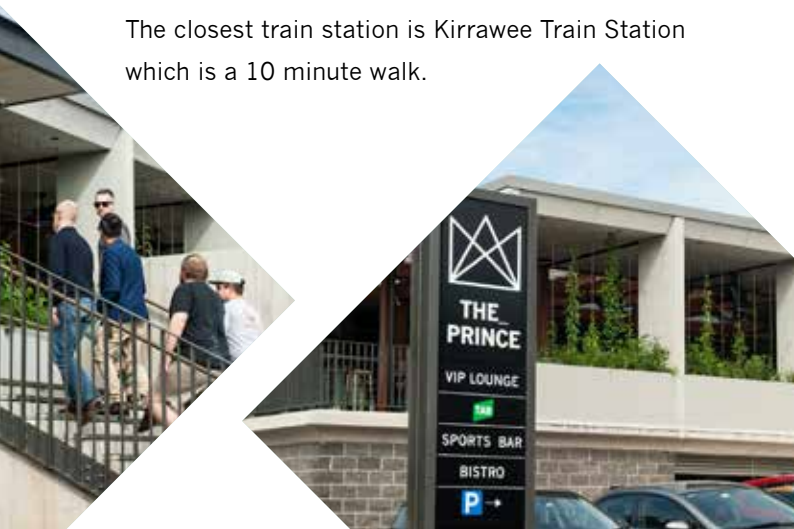 The closest train station is Kirrawee Train Station
which is a 10 minute walk.
THE_
PRINCE
VIP LOUNGE
TAB
SPORTS BAR
BISTRO
P →